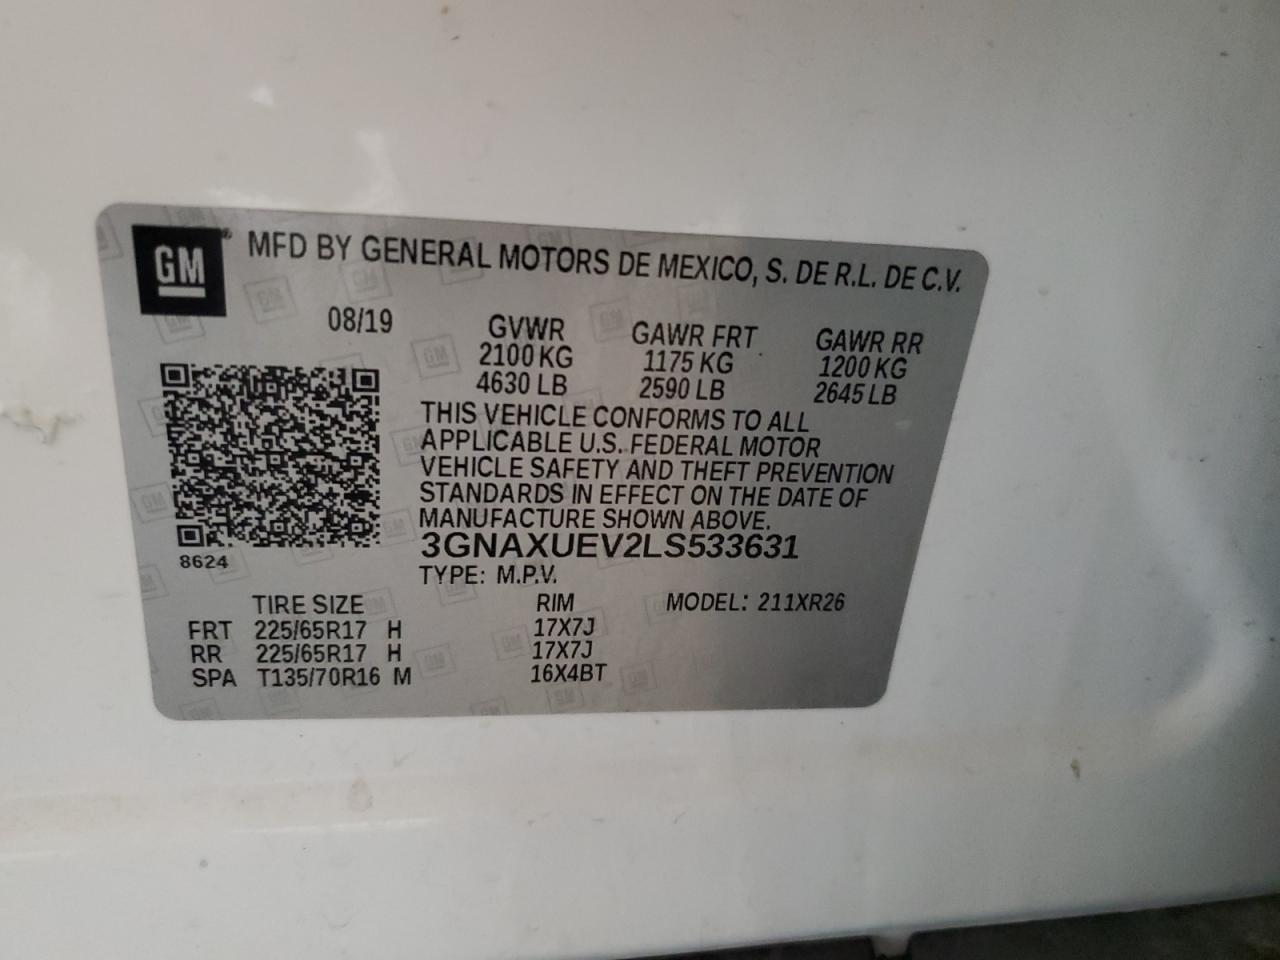 GM® MFD BY GENERAL MOTORS DE MEXICO, S. DE R.L. DE C.V.
08/19 GVWR GAWR FRT GAWR RR
2100 KG 1175 KG 1200 KG
4630 LB 2590 LB 2645 LB
THIS VEHICLE CONFORMS TO ALL
APPLICABLE U.S. FEDERAL MOTOR
VEHICLE SAFETY AND THEFT PREVENTION
STANDARDS IN EFFECT ON THE DATE OF
MANUFACTURE SHOWN ABOVE.
3GNAXUEV2LS533631
8624
TYPE: M.P.V.
TIRE SIZE RIM MODEL: 211XR26
FRT 225/65R17 H 17X7J
RR 225/65R17 H 17X7J
SPA T135/70R16 M 16X4BT